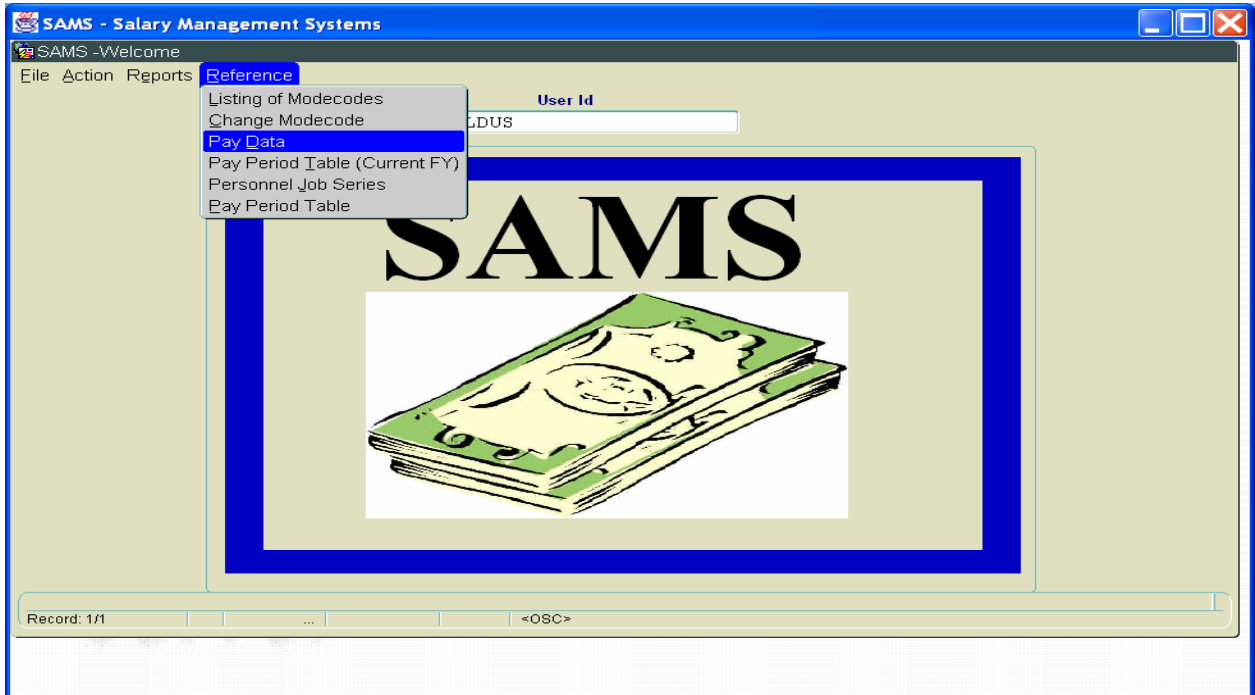 SAMS - Salary Management Systems
SAMS -Welcome
File Action Reports Reference
Listing of Modecodes
Change Modecode
Pay Data
Pay Period Table (Current FY)
Personnel Job Series
Pay Period Table
User Id
LDUS
SAMS
Record: 1/1 ... <OSC>